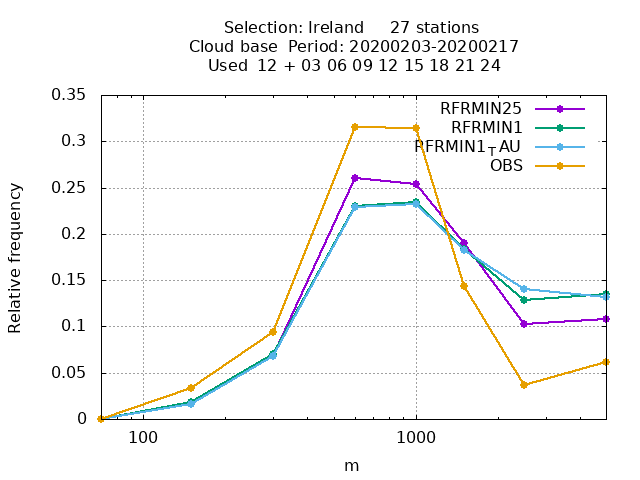 Selection: Ireland 27 stations
Cloud base Period: 20200203-20200217
Used 12 + 03 06 09 12 15 18 21 24
0.35
0.3
0.25
0.2
0.15
0.1
0.05
0
Relative frequency
RFRMIN25
RFRMIN1
RFRMIN1TAU
OBS
100
1000
m